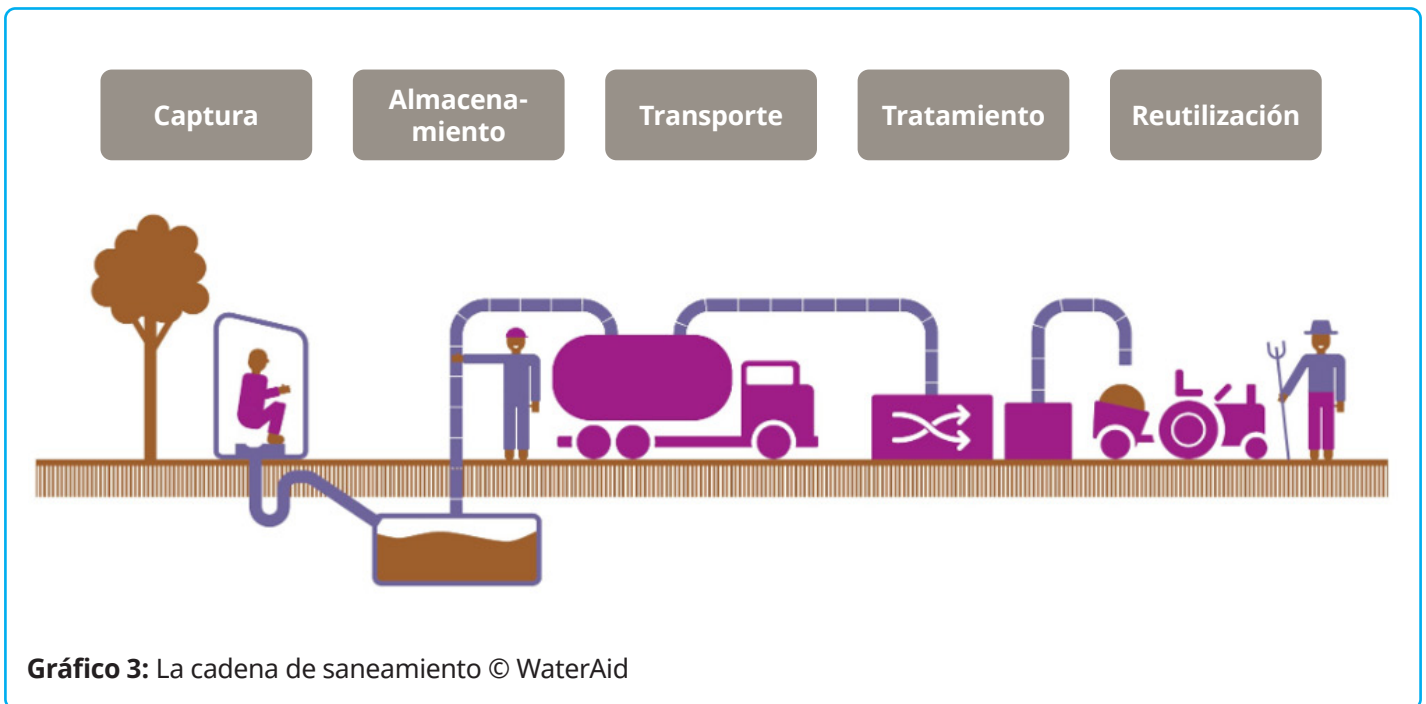 Captura
Almacena-
miento
Transporte
Tratamiento
Reutilización
Gráfico 3: La cadena de saneamiento © WaterAid